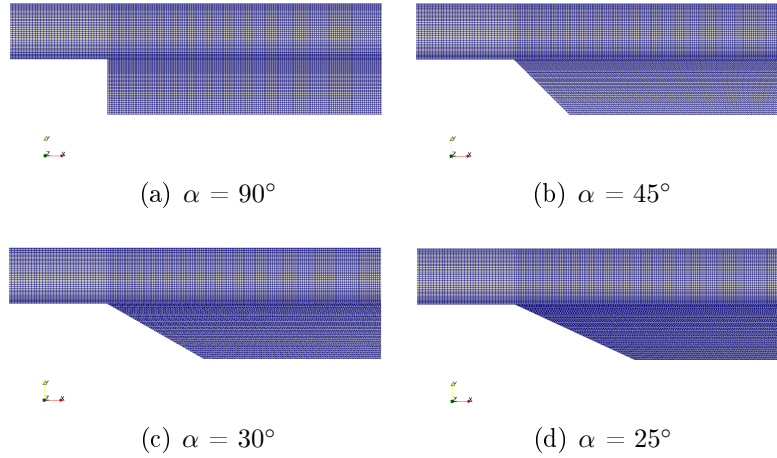 Y
Z X
Y
Z X
(a) α = 90°
(b) α = 45°
Y
Z X
Y
Z X
(c) α = 30°
(d) α = 25°